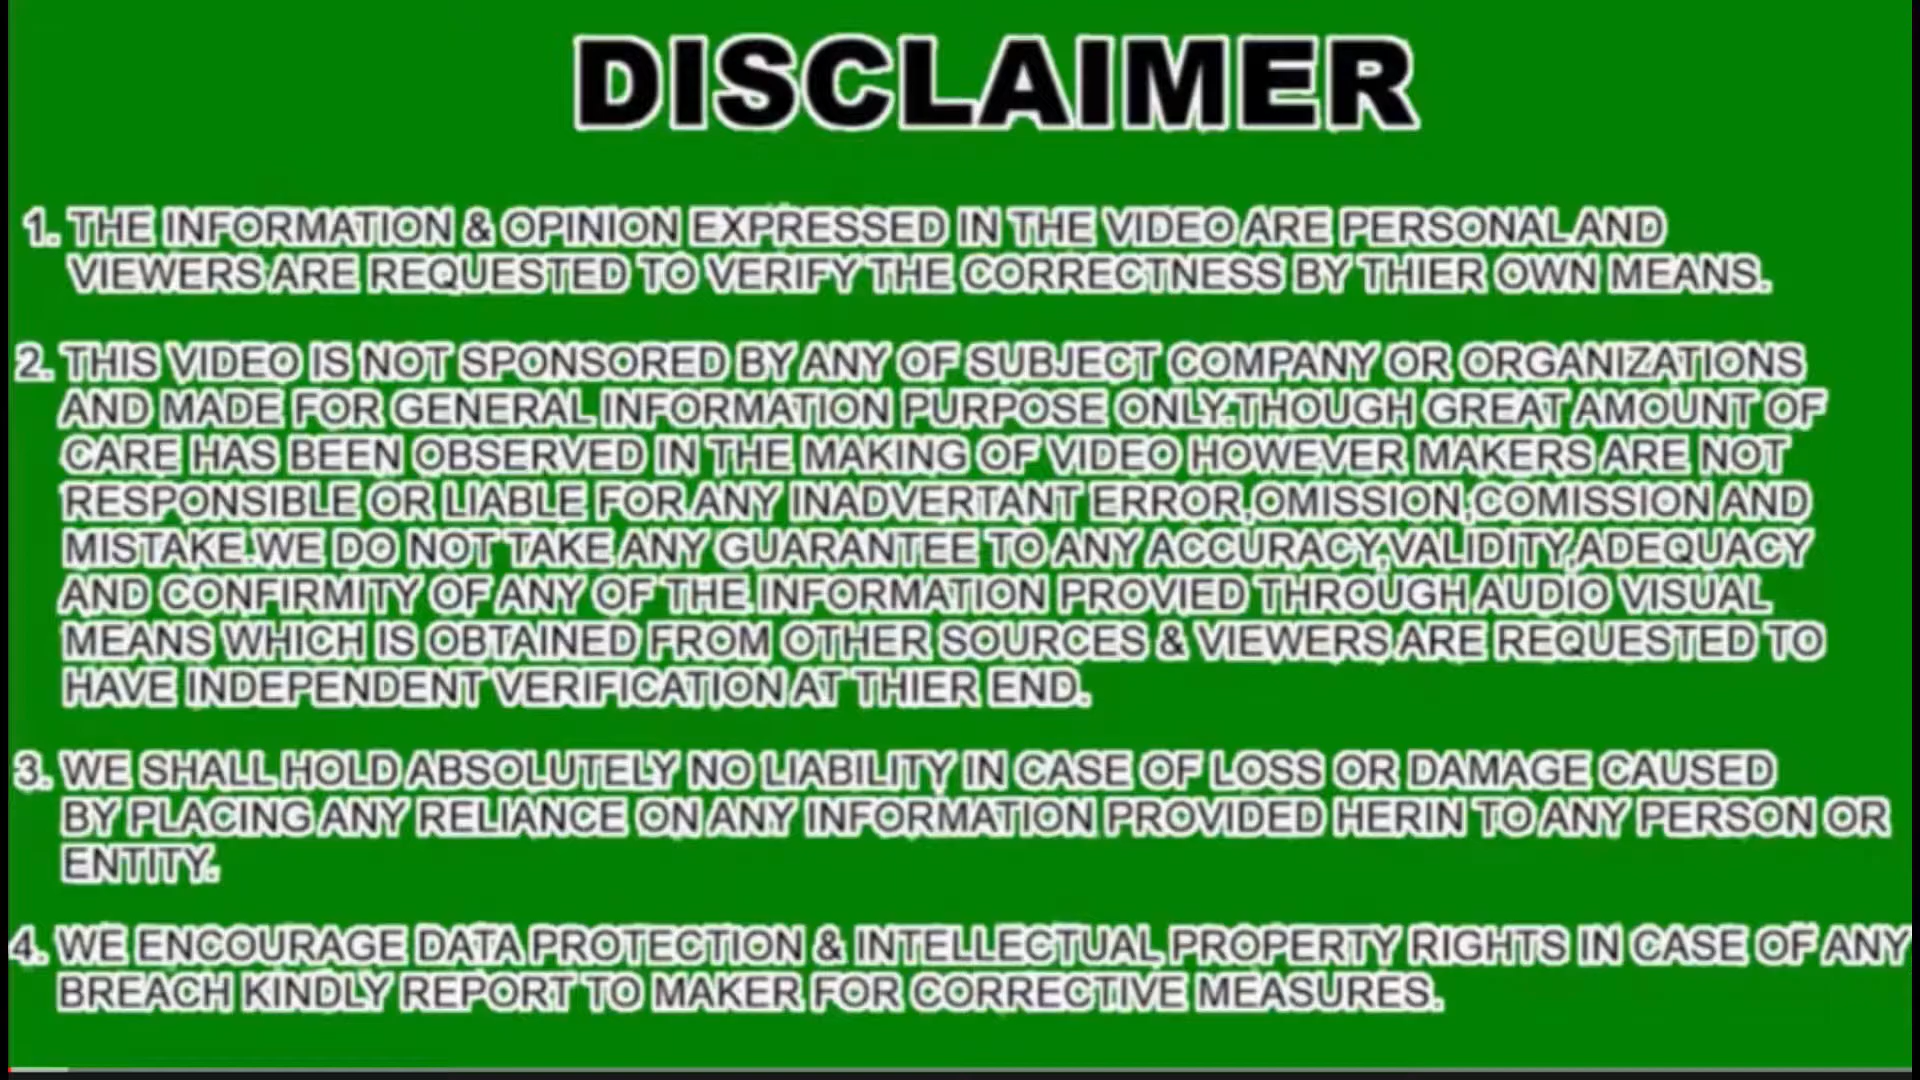 DISCLAIMER
1. THE INFORMATION & OPINION EXPRESSED IN THE VIDEO ARE PERSONAL AND
VIEWERS ARE REQUESTED TO VERIFY THE CORRECTNESS BY THIER OWN MEANS.
2. THIS VIDEO IS NOT SPONSORED BY ANY OF SUBJECT COMPANY OR ORGANIZATIONS
AND MADE FOR GENERAL INFORMATION PURPOSE ONLY.THOUGH GREAT AMOUNT OF
CARE HAS BEEN OBSERVED IN THE MAKING OF VIDEO HOWEVER MAKERS ARE NOT
RESPONSIBLE OR LIABLE FOR ANY INADVERTANT ERROR,OMISSION,COMISSION AND
MISTAKE.WE DO NOT TAKE ANY GUARANTEE TO ANY ACCURACY,VALIDITY,ADEQUACY
AND CONFIRMITY OF ANY OF THE INFORMATION PROVIED THROUGH AUDIO VISUAL
MEANS WHICH IS OBTAINED FROM OTHER SOURCES & VIEWERS ARE REQUESTED TO
HAVE INDEPENDENT VERIFICATION AT THIER END.
3. WE SHALL HOLD ABSOLUTELY NO LIABILITY IN CASE OF LOSS OR DAMAGE CAUSED
BY PLACING ANY RELIANCE ON ANY INFORMATION PROVIDED HERIN TO ANY PERSON OR
ENTITY.
4. WE ENCOURAGE DATA PROTECTION & INTELLECTUAL PROPERTY RIGHTS IN CASE OF ANY
BREACH KINDLY REPORT TO MAKER FOR CORRECTIVE MEASURES.